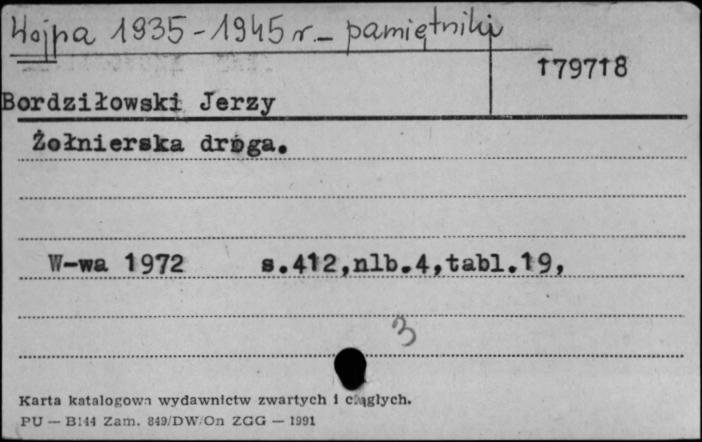 Wojna 1935-1945 r. - pamiętniki
179718
Bordziłowski Jerzy
Żołnierska droga.
W-wa 1972 s.412,nlb.4,tabl.19,
3
Karta katalogowa wydawnictw zwartych i ciągłych.
PU — B144 Zam. 849/DW/On ZGG — 1991